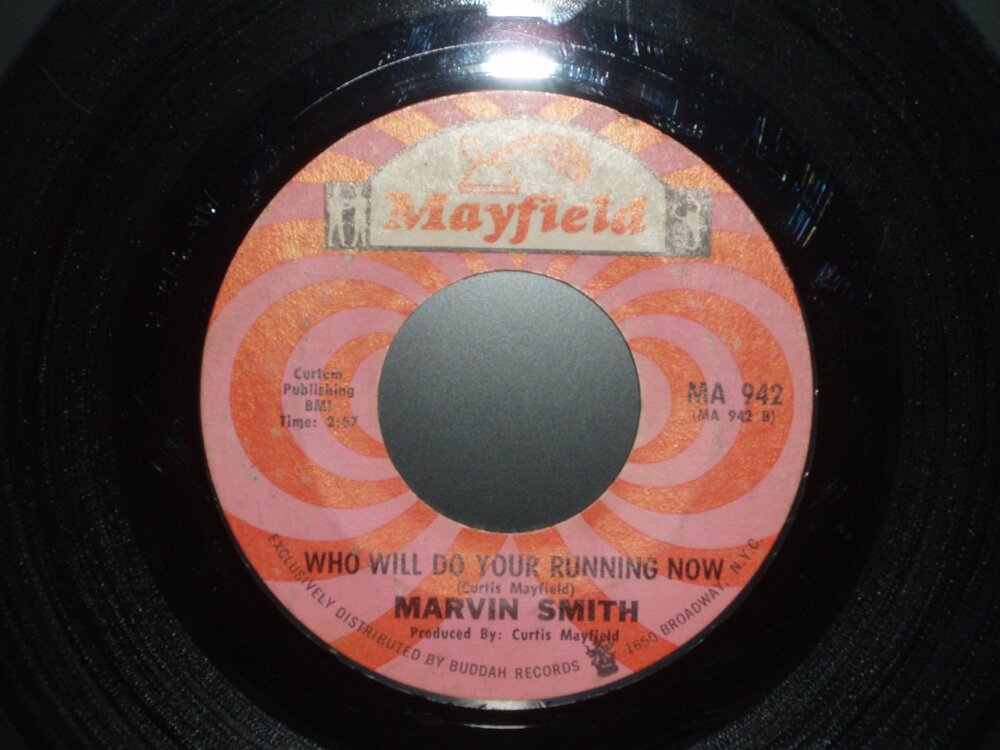 Mayfield
Curtom
Publishing
BMI
Time: 2:57
MA 942
(MA 942 B)
WHO WILL DO YOUR RUNNING NOW
(Curtis Mayfield)
MARVIN SMITH
Produced By: Curtis Mayfield
EXCLUSIVELY DISTRIBUTED BY BUDDAH RECORDS 1650 BROADWAY, N.Y.C.